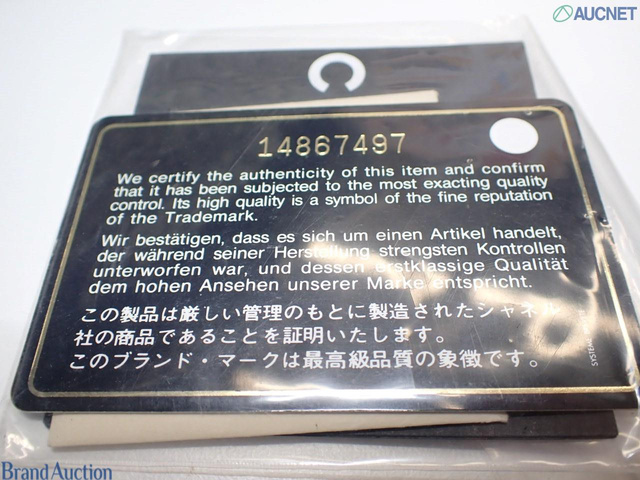 AUCNET
14867497
We certify the authenticity of this item and confirm
that it has been subjected to the most exacting quality
control. Its high quality is a symbol of the fine reputation
of the Trademark.
Wir bestätigen, dass es sich um einen Artikel handelt,
der während seiner Herstellung strengsten Kontrollen
unterworfen war, und dessen erstklassige Qualität
dem hohen Ansehen unserer Marke entspricht.
この製品は厳しい管理のもとに製造されたシャネル
社の商品であることを証明いたします。
このブランド・マークは最高級品質の象徴です。
Brand Auction